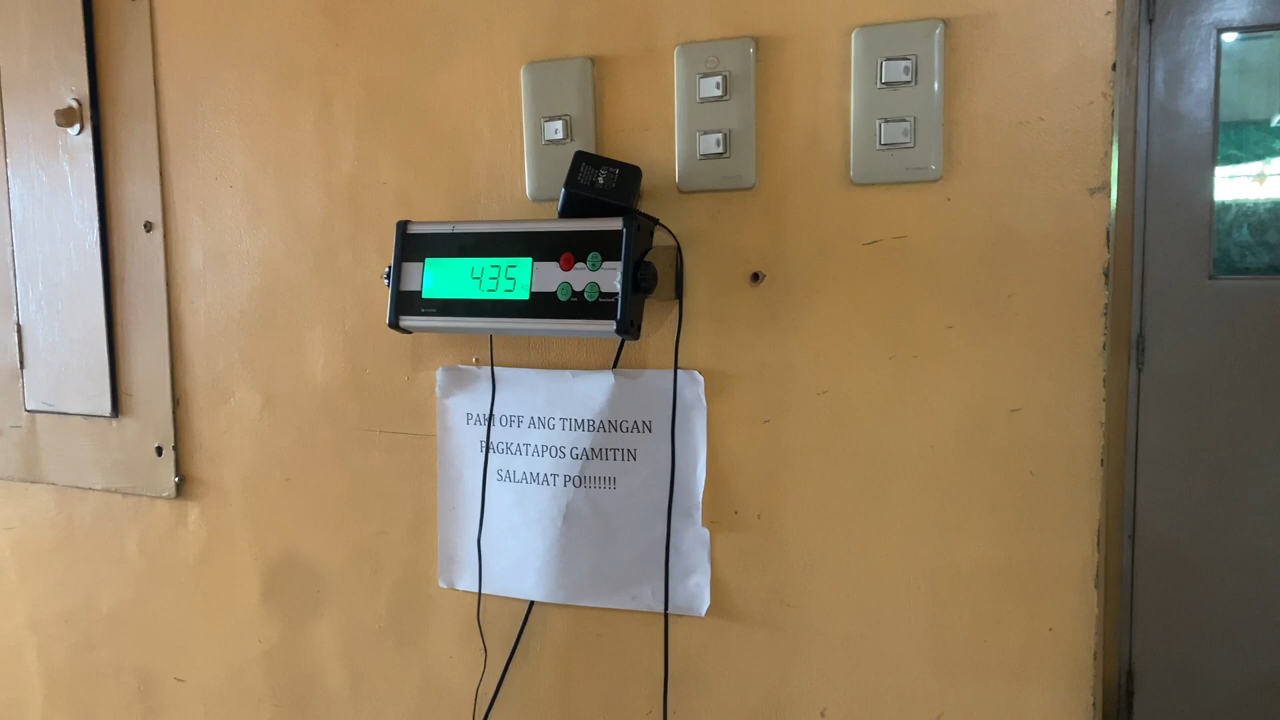 4.35
PAKI OFF ANG TIMBANGAN
PAGKATAPOS GAMITIN
SALAMAT PO!!!!!!!